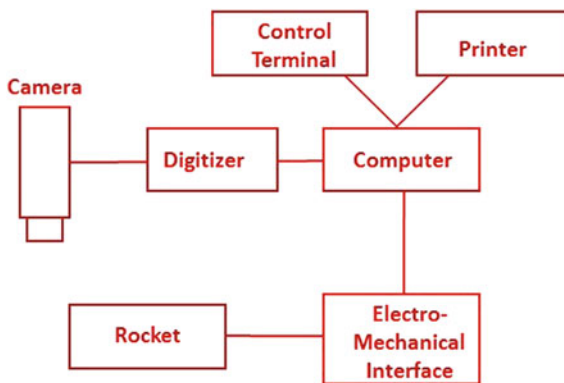 Control
Terminal
Printer
Camera
Digitizer
Computer
Rocket
Electro-
Mechanical
Interface